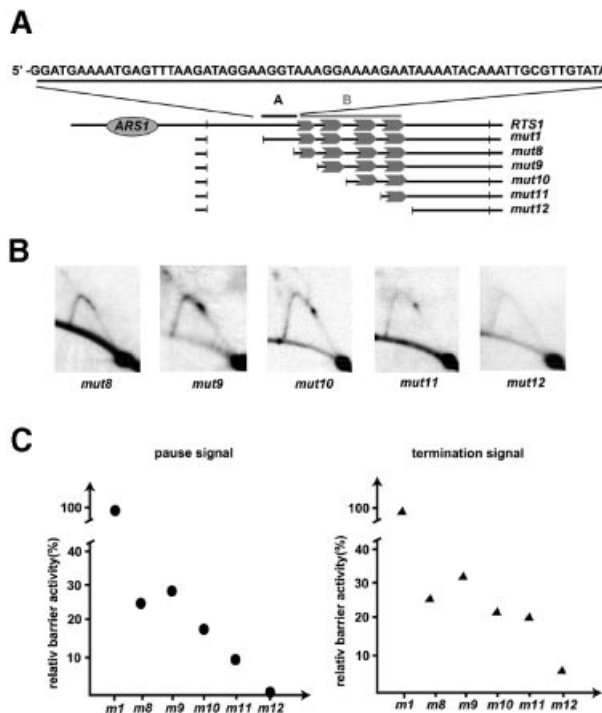 A
5' -GGATGAAAATGAGTTTAAGATAGGAAGGTAAAGGAAAAGAATAAAATACAAATTGCGTTGTATA
A B
ARS1 RTS1
mut1
mut8
mut9
mut10
mut11
mut12
B
mut8 mut9 mut10 mut11 mut12
C
pause signal termination signal
relativ barrier activity(%)
100
40
30
20
10
m1 m8 m9 m10 m11 m12
relativ barrier activity(%)
100
40
30
20
10
m1 m8 m9 m10 m11 m12